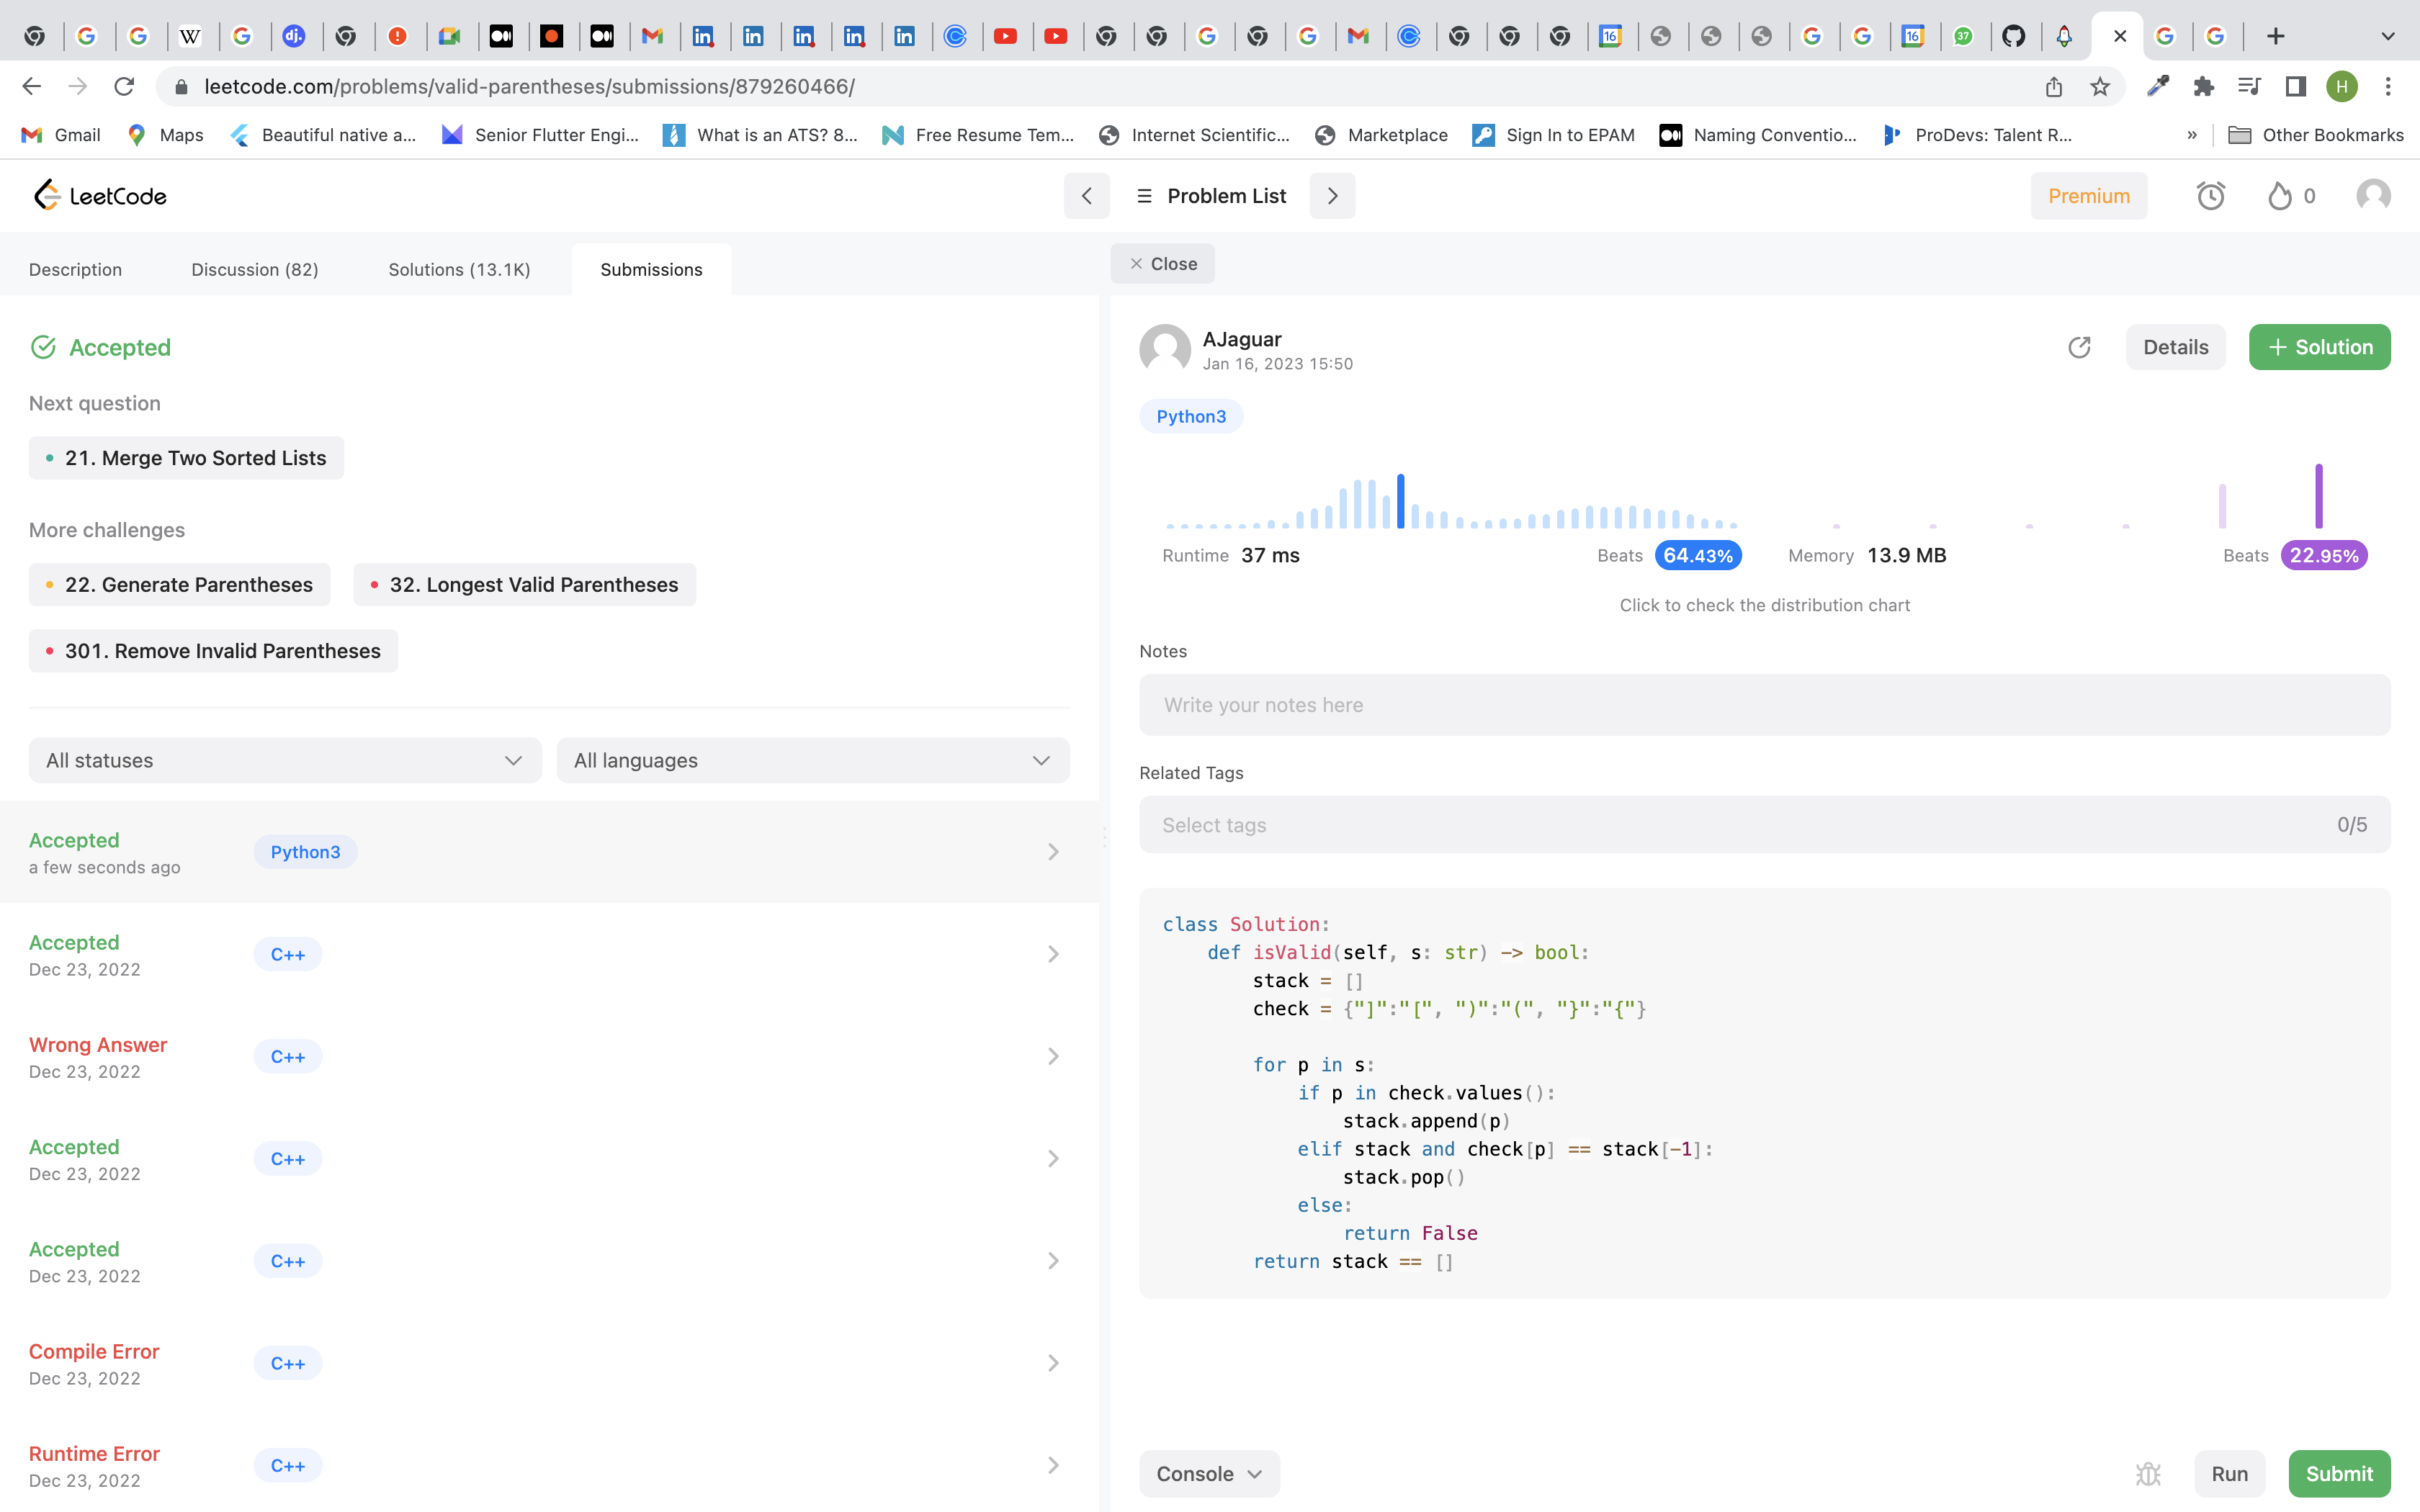 leetcode.com/problems/valid-parentheses/submissions/879260466/
Gmail Maps Beautiful native a... Senior Flutter Engi... What is an ATS? 8... Free Resume Tem... Internet Scientific... Marketplace Sign In to EPAM Naming Conventio... ProDevs: Talent R... » Other Bookmarks
LeetCode Problem List Premium 0
Description Discussion (82) Solutions (13.1K) Submissions
Accepted
Next question
21. Merge Two Sorted Lists
More challenges
22. Generate Parentheses 32. Longest Valid Parentheses
301. Remove Invalid Parentheses
All statuses All languages
Accepted
a few seconds ago
Python3
Accepted
Dec 23, 2022
C++
Wrong Answer
Dec 23, 2022
C++
Accepted
Dec 23, 2022
C++
Accepted
Dec 23, 2022
C++
Compile Error
Dec 23, 2022
C++
Runtime Error
Dec 23, 2022
C++
Close
AJaguar
Jan 16, 2023 15:50
Details + Solution
Python3
Runtime 37 ms Beats 64.43% Memory 13.9 MB Beats 22.95%
Click to check the distribution chart
Notes
Write your notes here
Related Tags
Select tags 0/5
class Solution:
    def isValid(self, s: str) -> bool:
        stack = []
        check = {"]":"[", ")":"(", "}":"{"}
        for p in s:
            if p in check.values():
                stack.append(p)
            elif stack and check[p] == stack[-1]:
                stack.pop()
            else:
                return False
        return stack == []
Console Run Submit